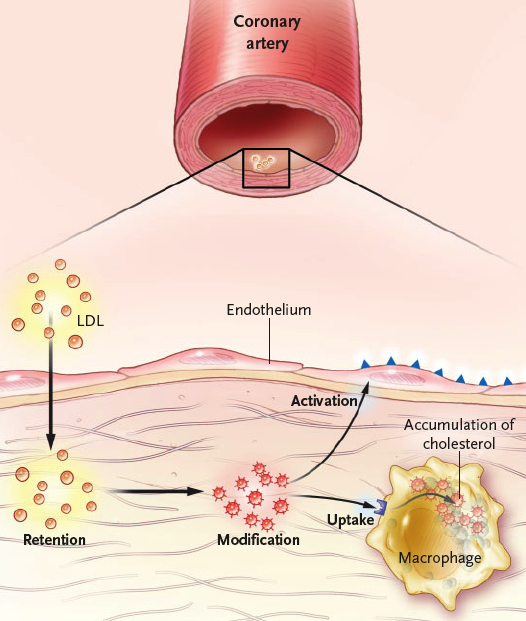 Coronary
artery
LDL
Endothelium
Activation
Accumulation of
cholesterol
Retention
Modification
Uptake
Macrophage